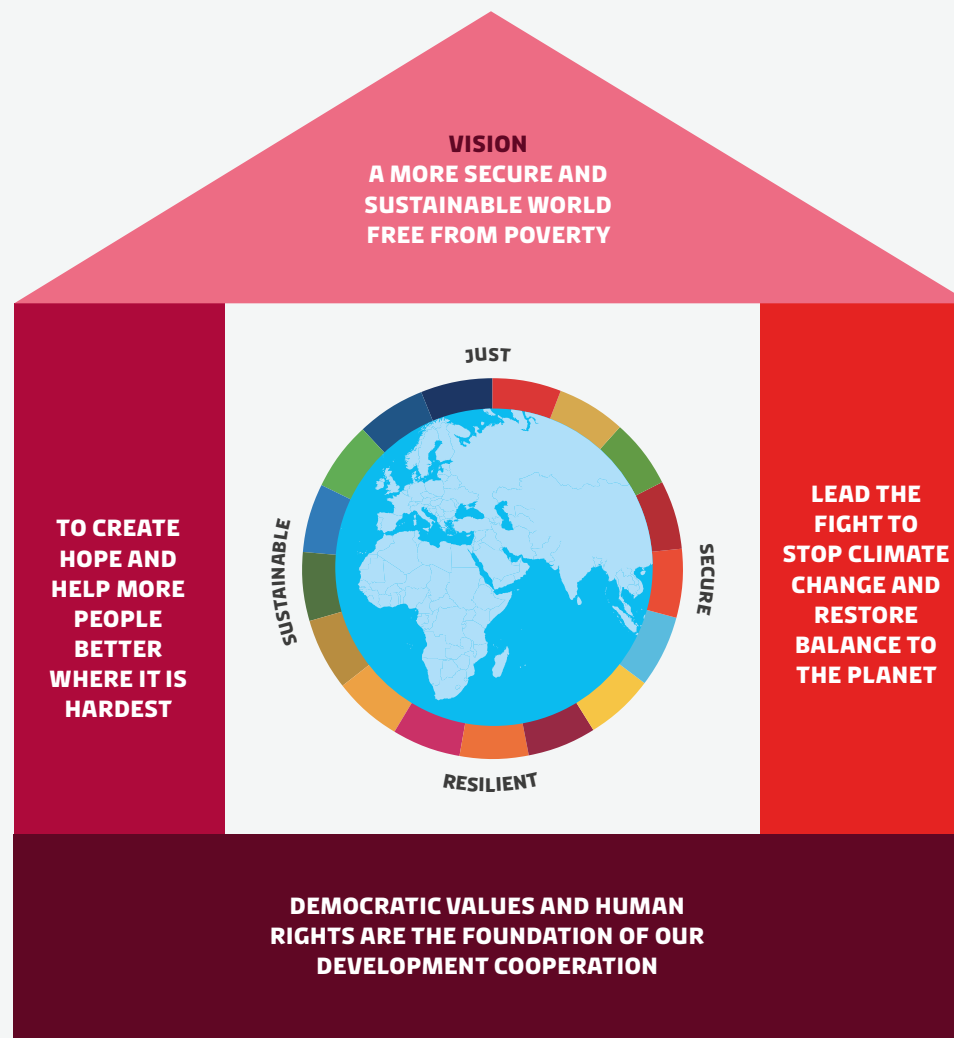 VISION
A MORE SECURE AND
SUSTAINABLE WORLD
FREE FROM POVERTY
JUST
SUSTAINABLE
SECURE
RESILIENT
TO CREATE
HOPE AND
HELP MORE
PEOPLE
BETTER
WHERE IT IS
HARDEST
LEAD THE
FIGHT TO
STOP CLIMATE
CHANGE AND
RESTORE
BALANCE TO
THE PLANET
DEMOCRATIC VALUES AND HUMAN
RIGHTS ARE THE FOUNDATION OF OUR
DEVELOPMENT COOPERATION